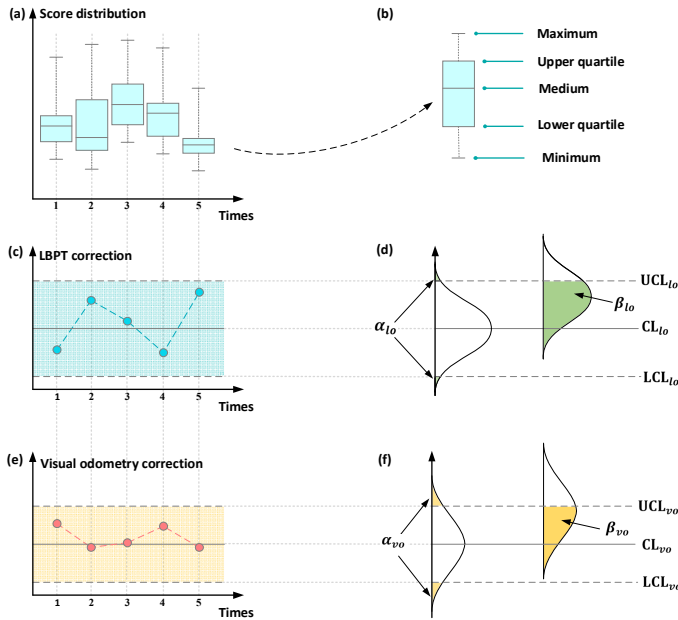 (a)
Score distribution
1 2 3 4 5
Times
(b)
Maximum
Upper quartile
Medium
Lower quartile
Minimum
(c)
LBPT correction
1 2 3 4 5
Times
(d)
α_lo
β_lo
UCL_lo
CL_lo
LCL_lo
(e)
Visual odometry correction
1 2 3 4 5
Times
(f)
α_vo
β_vo
UCL_vo
CL_vo
LCL_vo